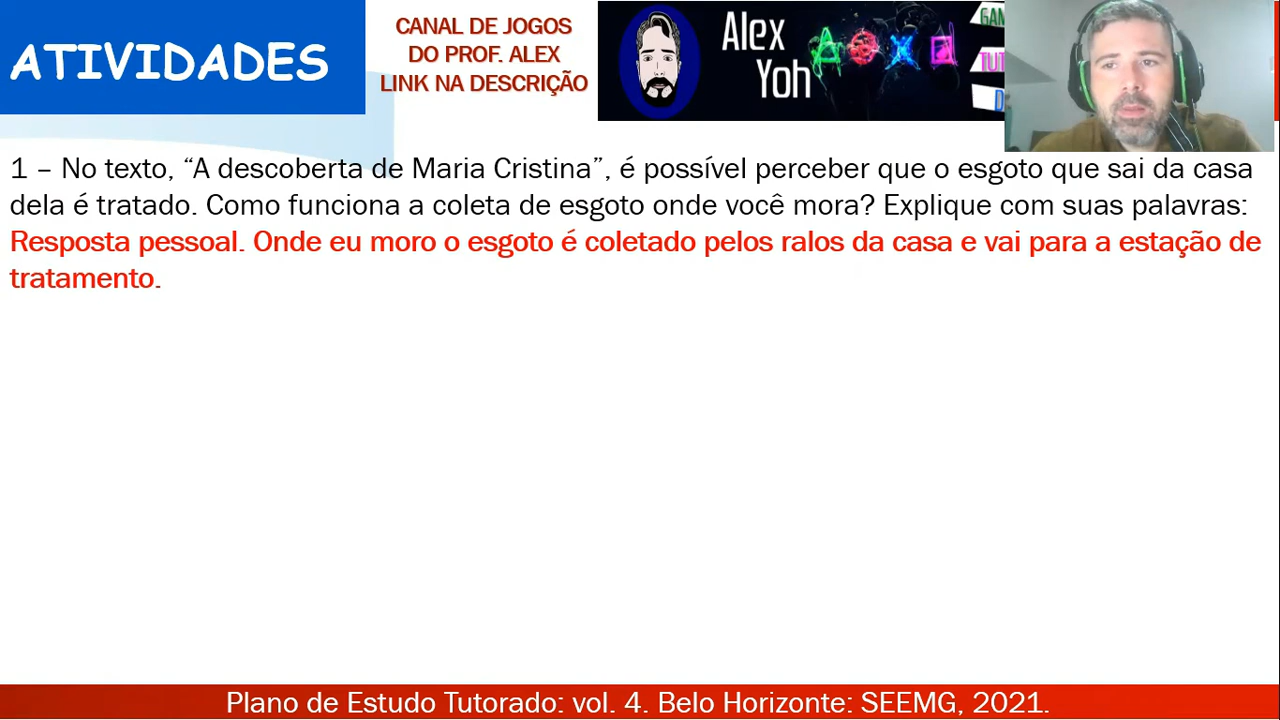 ATIVIDADES
CANAL DE JOGOS
DO PROF. ALEX
LINK NA DESCRIÇÃO
Alex
Yoh
1 – No texto, “A descoberta de Maria Cristina”, é possível perceber que o esgoto que sai da casa
dela é tratado. Como funciona a coleta de esgoto onde você mora? Explique com suas palavras:
Resposta pessoal. Onde eu moro o esgoto é coletado pelos ralos da casa e vai para a estação de
tratamento.
Plano de Estudo Tutorado: vol. 4. Belo Horizonte: SEEMG, 2021.